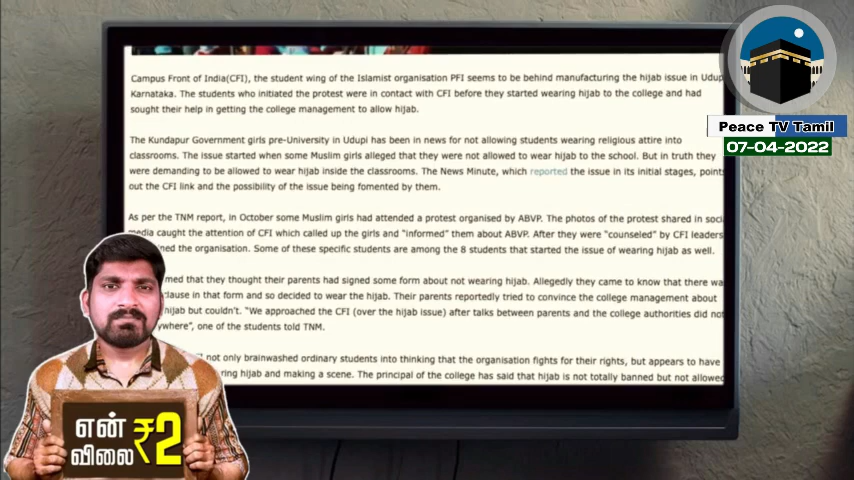 Campus Front of India(CFI), the student wing of the Islamist organisation PFI seems to be behind manufacturing the hijab issue in Udup
Karnataka. The students who initiated the protest were in contact with CFI before they started wearing hijab to the college and had
sought their help in getting the college management to allow hijab.
Peace TV Tamil
07-04-2022
The Kundapur Government girls pre-University in Udupi has been in news for not allowing students wearing religious attire into
classrooms. The issue started when some Muslim girls alleged that they were not allowed to wear hijab to the school. But in truth they
were demanding to be allowed to wear hijab inside the classrooms. The News Minute, which reported the issue in its initial stages, point
out the CFI link and the possibility of the issue being fomented by them.
As per the TNM report, in October some Muslim girls had attended a protest organised by ABVP. The photos of the protest shared in soci
media caught the attention of CFI which called up the girls and "informed" them about ABVP. After they were "counseled" by CFI leaders
ined the organisation. Some of these specific students are among the 8 students that started the issue of wearing hijab as well.
rmed that they thought their parents had signed some form about not wearing hijab. Allegedly they came to know that there wa
clause in that form and so decided to wear the hijab. Their parents reportedly tried to convince the college management about
hijab but couldn't. "We approached the CFI (over the hijab issue) after talks between parents and the college authorities did not
ywhere", one of the students told TNM.
not only brainwashed ordinary students into thinking that the organisation fights for their rights, but appears to have
ring hijab and making a scene. The principal of the college has said that hijab is not totally banned but not allowed
என் விலை ₹2